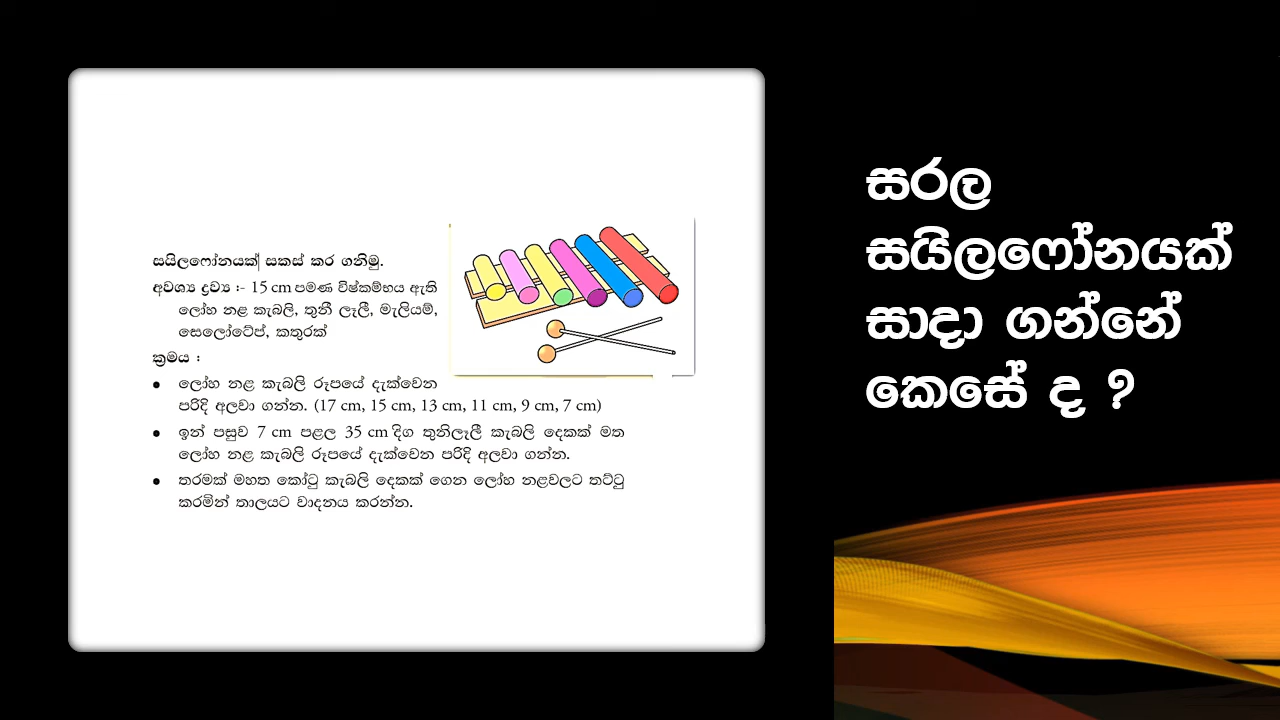 සයිලෆෝනයක් සකස් කර ගනිමු.
අවශ්‍ය ද්‍රව්‍ය :- 15 cm පමණ විෂ්කම්භය ඇති
ලෝහ නළ කැබලි, තුනී ලෑලී, මැලියම්,
සෙලෝටේප්, කතුරක්
ක්‍රමය :
• ලෝහ නළ කැබලි රූපයේ දැක්වෙන
පරිදි අලවා ගන්න. (17 cm, 15 cm, 13 cm, 11 cm, 9 cm, 7 cm)
• ඉන් පසුව 7 cm පළල 35 cm දිග තුනිලෑලී කැබලි දෙකක් මත
ලෝහ නළ කැබලි රූපයේ දැක්වෙන පරිදි අලවා ගන්න.
• තරමක් මහත කෝටු කැබලි දෙකක් ගෙන ලෝහ නළවලට තට්ටු
කරමින් තාලයට වාදනය කරන්න.
සරල
සයිලෆෝනයක්
සාදා ගන්නේ
කෙසේ ද ?